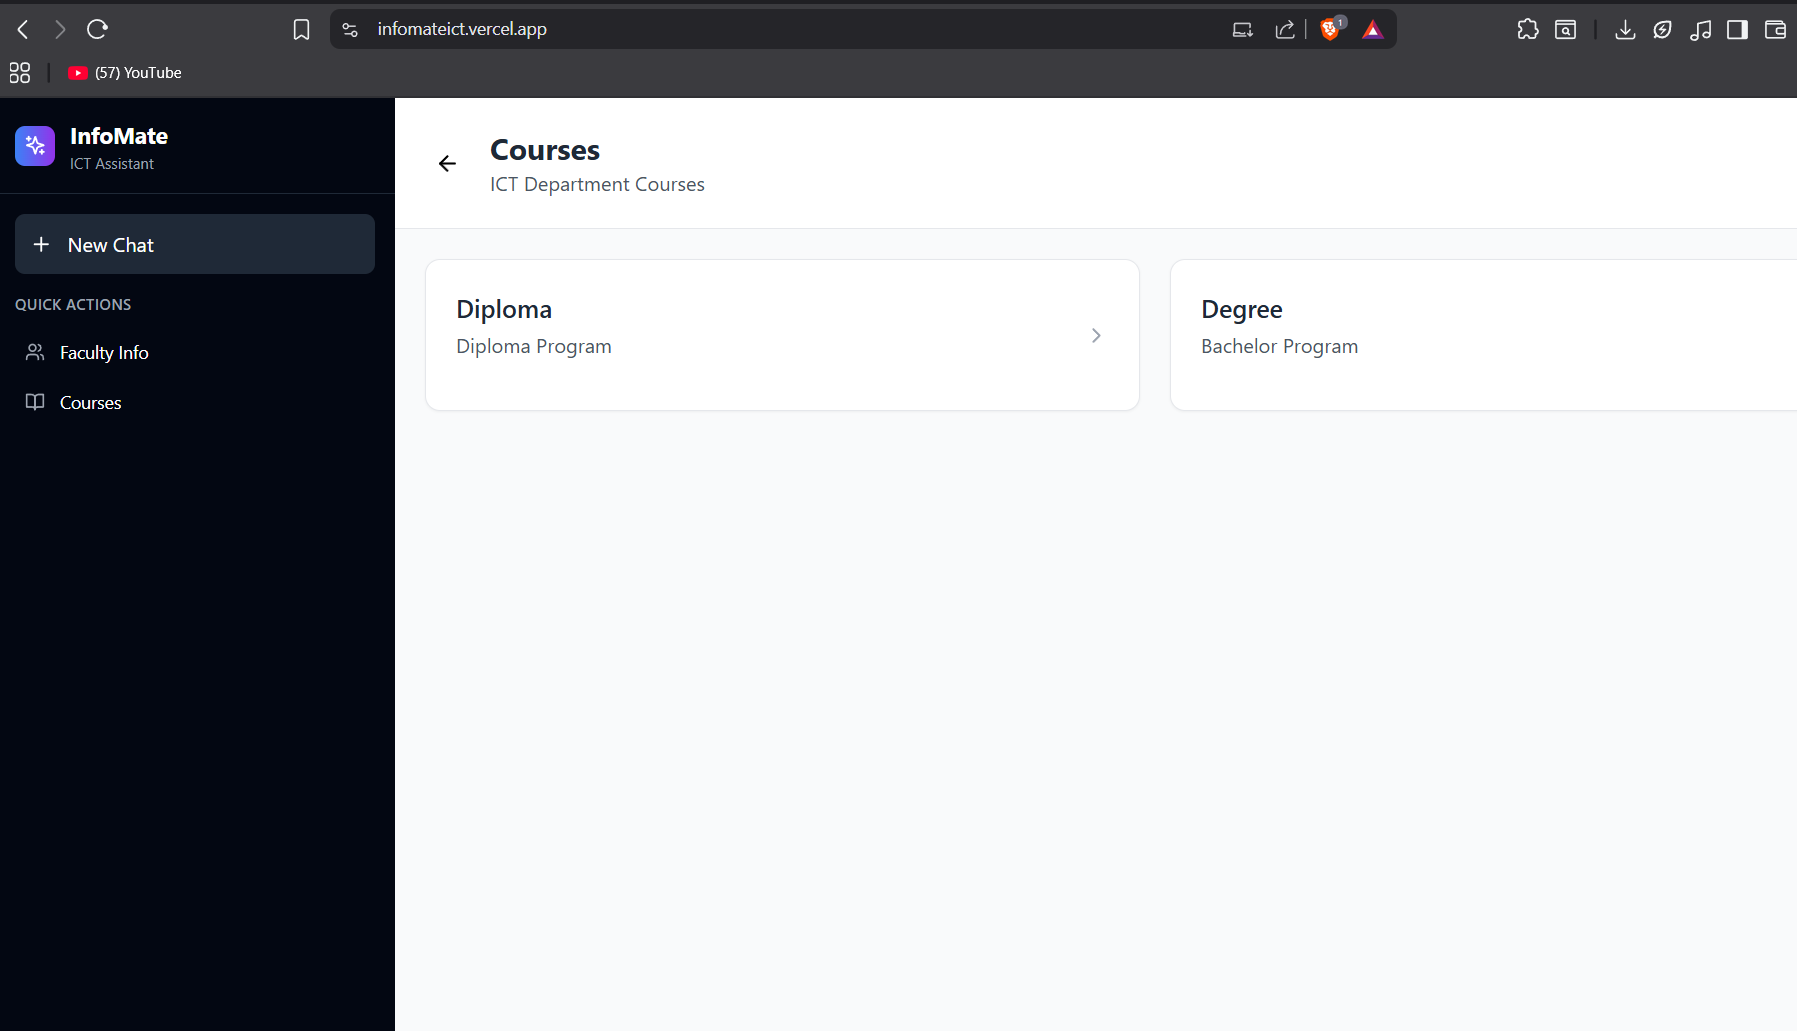 infomateict.vercel.app
1
(57) YouTube
InfoMate
ICT Assistant
New Chat
QUICK ACTIONS
Faculty Info
Courses
Courses
ICT Department Courses
Diploma
Diploma Program
Degree
Bachelor Program